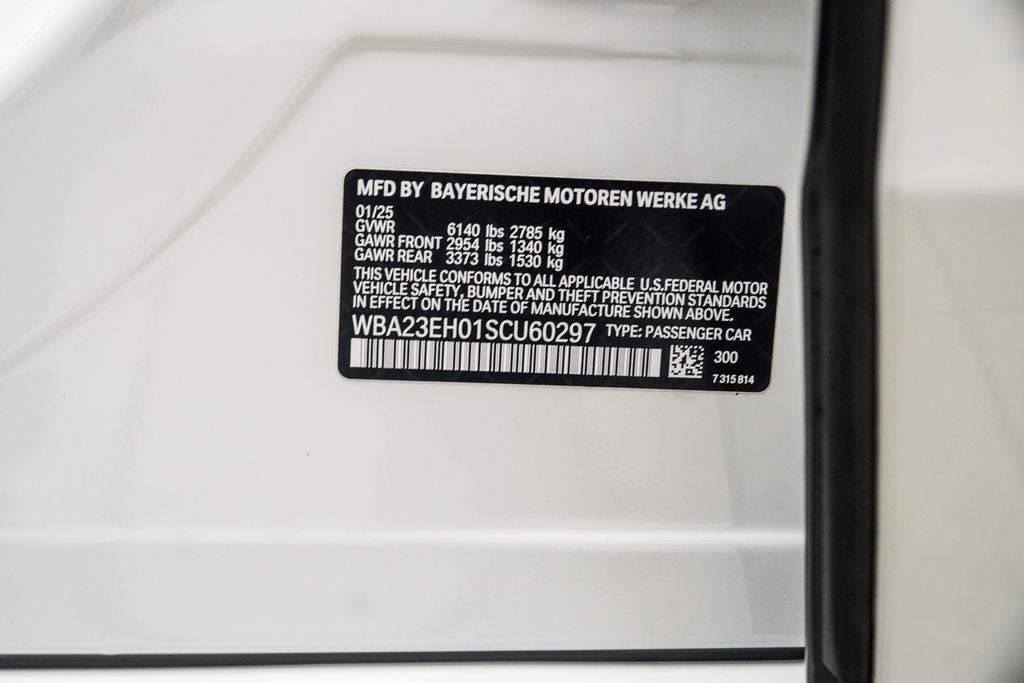 MFD BY BAYERISCHE MOTOREN WERKE AG
01/25
GVWR 6140 lbs 2785 kg
GAWR FRONT 2954 lbs 1340 kg
GAWR REAR 3373 lbs 1530 kg
THIS VEHICLE CONFORMS TO ALL APPLICABLE U.S.FEDERAL MOTOR
VEHICLE SAFETY, BUMPER AND THEFT PREVENTION STANDARDS
IN EFFECT ON THE DATE OF MANUFACTURE SHOWN ABOVE.
WBA23EH01SCU60297 TYPE: PASSENGER CAR
300
7 315 814